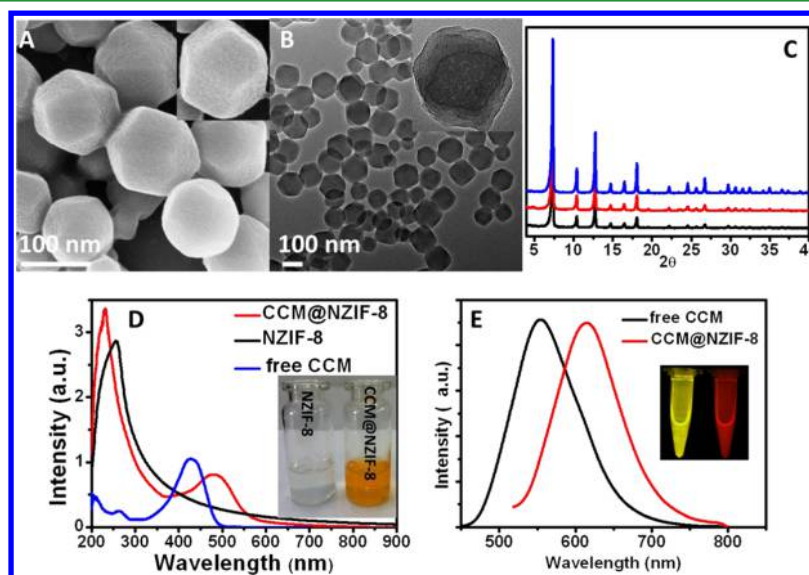 A
100 nm
B
100 nm
C
5 10 15 20 25 30 35 4
2θ
D
CCM@NZIF-8
NZIF-8
free CCM
NZIF-8
CCM@NZIF-8
3
2
1
0
Intensity (a.u.)
200 300 400 500 600 700 800 900
Wavelength (nm)
E
free CCM
CCM@NZIF-8
Intensity ( a.u.)
500 600 700 800
Wavelength (nm)